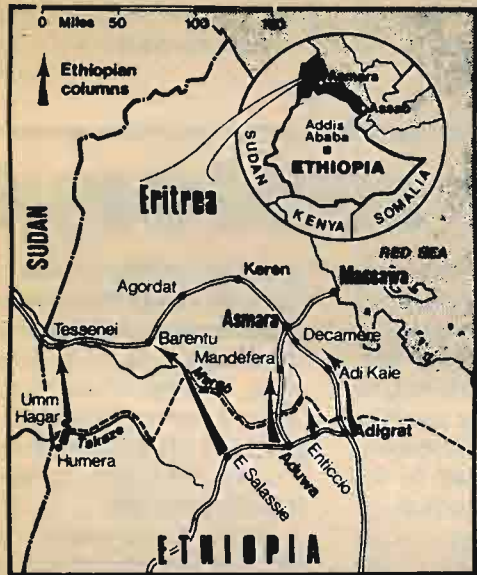 0 Miles 50 100 150
Ethiopian
columns
Asmara
Assab
Addis
Ababa
ETHIOPIA
SUDAN
KENYA
SOMALIA
Eritrea
SUDAN
RED SEA
Massawa
Keren
Agordat
Asmara
Tessenei
Barentu
Decamere
Mandefera
Adi Kaie
Mareb
Umm
Hagar
Takaze
Humera
Adigrat
Enticcio
Aduwa
E Salassie
ETHIOPIA